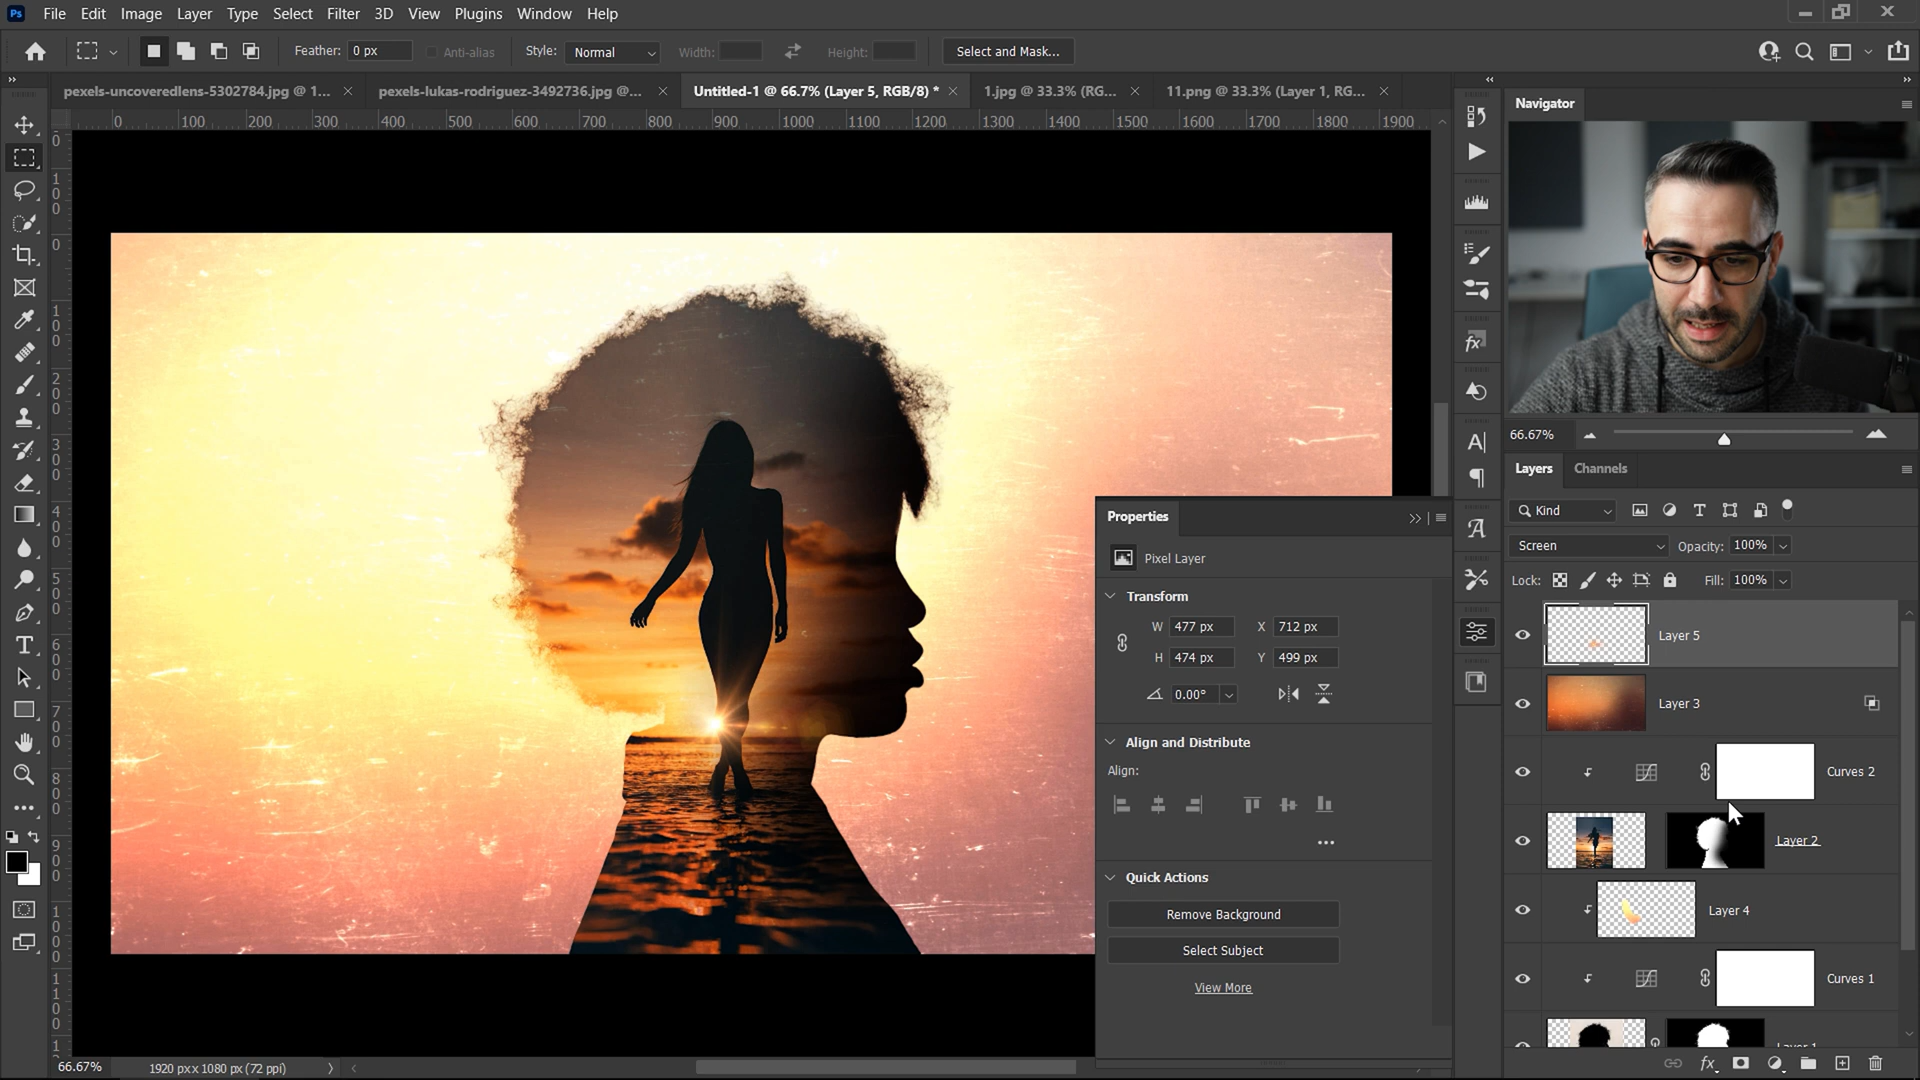 Ps File Edit Image Layer Type Select Filter 3D View Plugins Window Help
Feather: 0 px Anti-alias Style: Normal Width: Height: Select and Mask...
pexels-uncoveredlens-5302784.jpg @ 1... pexels-lukas-rodriguez-3492736.jpg @... Untitled-1 @ 66.7% (Layer 5, RGB/8) * 1.jpg @ 33.3% (RG... 11.png @ 33.3% (Layer 1, RG...
0 100 200 300 400 500 600 700 800 900 1000 1100 1200 1300 1400 1500 1600 1700 1800 1900
Navigator
66.67%
Layers Channels
Kind
Screen Opacity: 100%
Lock: Fill: 100%
Layer 5
Layer 3
Curves 2
Layer 2
Layer 4
Curves 1
Properties
Pixel Layer
Transform
W 477 px X 712 px
H 474 px Y 499 px
0.00°
Align and Distribute
Align:
Quick Actions
Remove Background
Select Subject
View More
66.67% 1920 px x 1080 px (72 ppi)